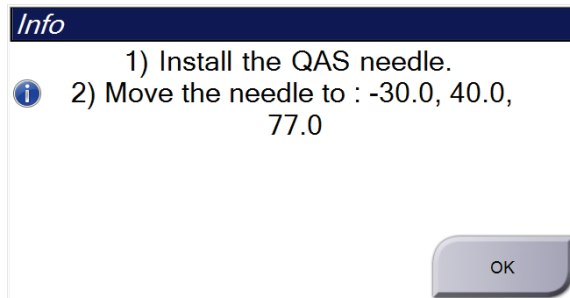 Info
1) Install the QAS needle.
2) Move the needle to : -30.0, 40.0,
77.0
OK